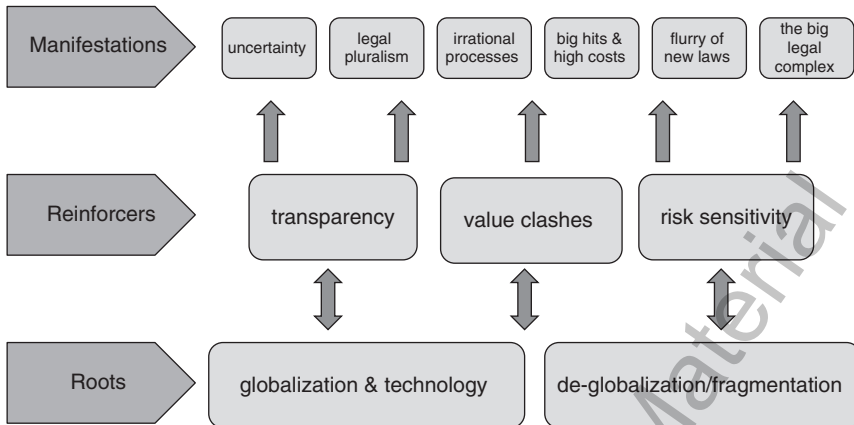 Manifestations
uncertainty
legal
pluralism
irrational
processes
big hits &
high costs
flurry of
new laws
the big
legal
complex
Reinforcers
transparency
value clashes
risk sensitivity
Roots
globalization & technology
de-globalization/fragmentation
Material